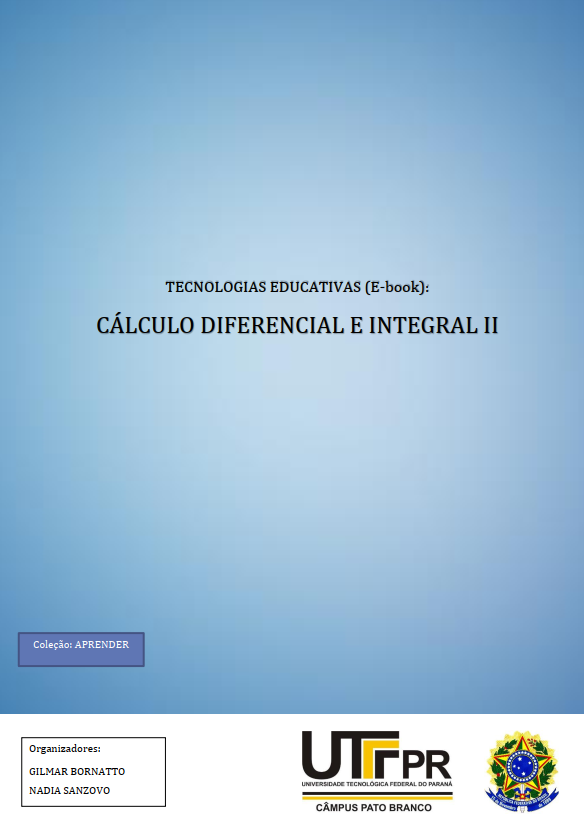 TECNOLOGIAS EDUCATIVAS (E-book):
CÁLCULO DIFERENCIAL E INTEGRAL II
Coleção: APRENDER
Organizadores:
GILMAR BORNATTO
NADIA SANZOVO
UTFPR
UNIVERSIDADE TECNOLÓGICA FEDERAL DO PARANÁ
CÂMPUS PATO BRANCO